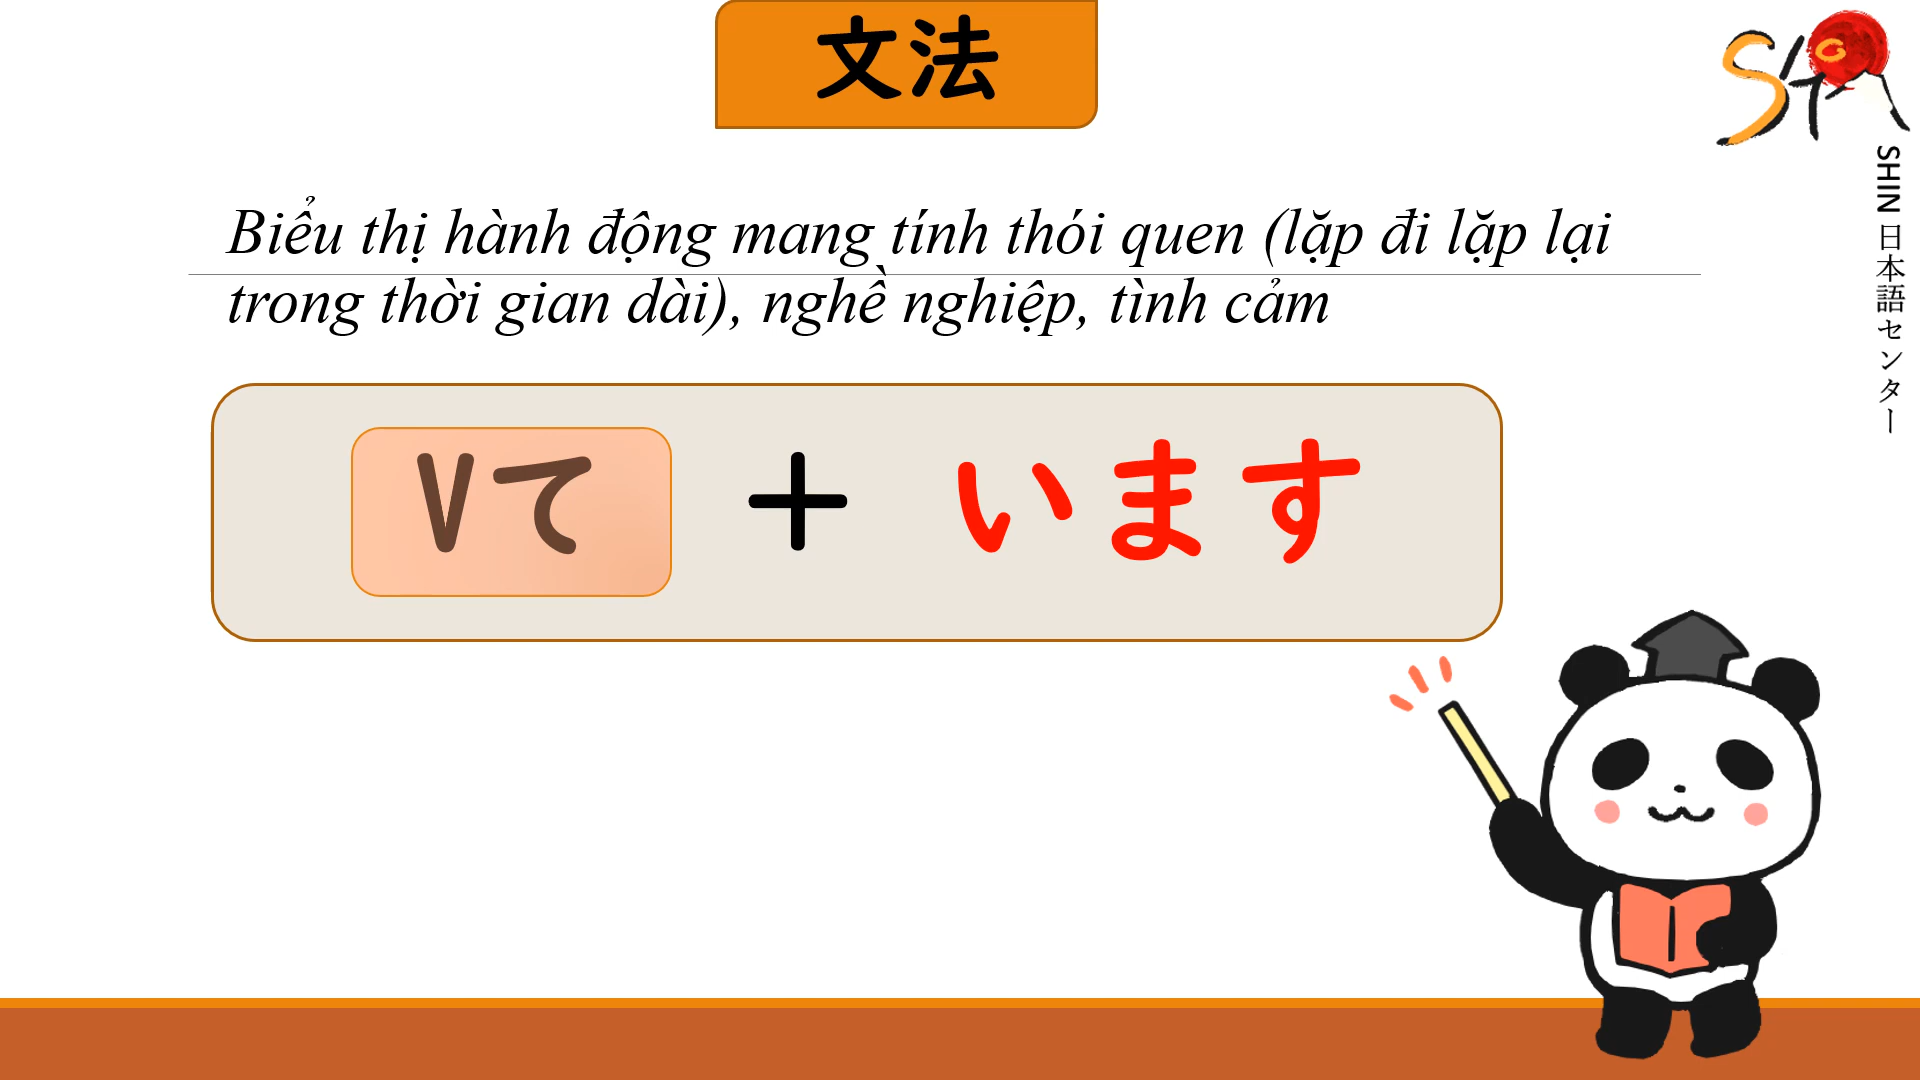 文法
Biểu thị hành động mang tính thói quen (lặp đi lặp lại
trong thời gian dài), nghề nghiệp, tình cảm
Vて + います
SHIN 日本語センター